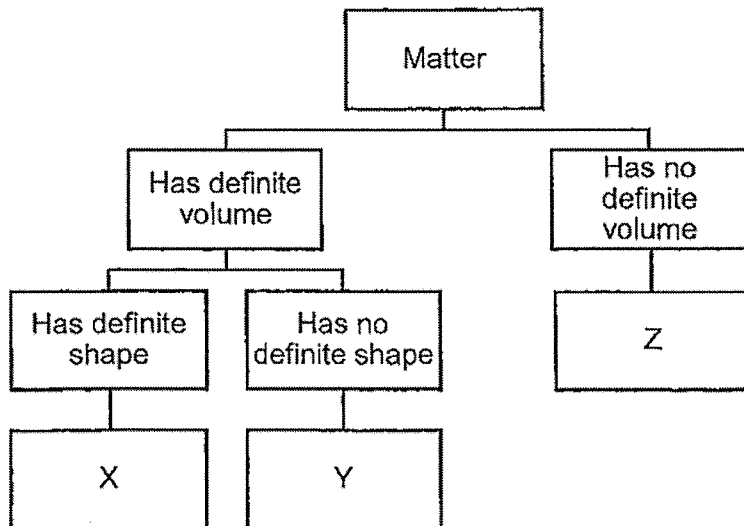 Matter
Has definite
volume
Has no
definite
volume
Has definite
shape
Has no
definite shape
Z
X
Y